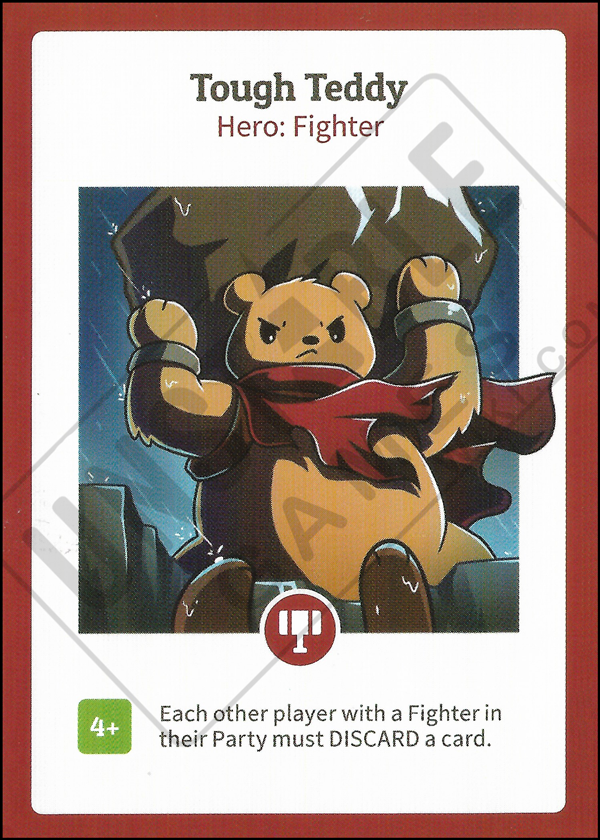 Tough Teddy
Hero: Fighter
4+
Each other player with a Fighter in
their Party must DISCARD a card.